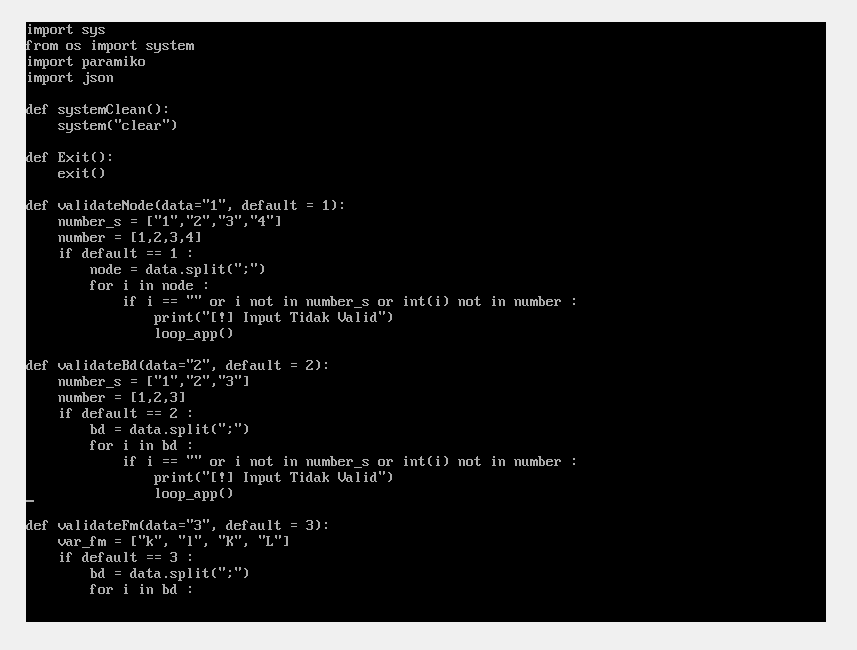 import sys
from os import system
import paramiko
import json

def systemClean():
    system("clear")

def Exit():
    exit()

def validateNode(data="1", default = 1):
    number_s = ["1","2","3","4"]
    number = [1,2,3,4]
    if default == 1 :
        node = data.split(";")
        for i in node :
            if i == "" or i not in number_s or int(i) not in number :
                print("[!] Input Tidak Valid")
                loop_app()

def validateBd(data="2", default = 2):
    number_s = ["1","2","3"]
    number = [1,2,3]
    if default == 2 :
        bd = data.split(";")
        for i in bd :
            if i == "" or i not in number_s or int(i) not in number :
                print("[!] Input Tidak Valid")
                loop_app()

def validateFm(data="3", default = 3):
    var_fm = ["k", "l", "K", "L"]
    if default == 3 :
        bd = data.split(";")
        for i in bd :